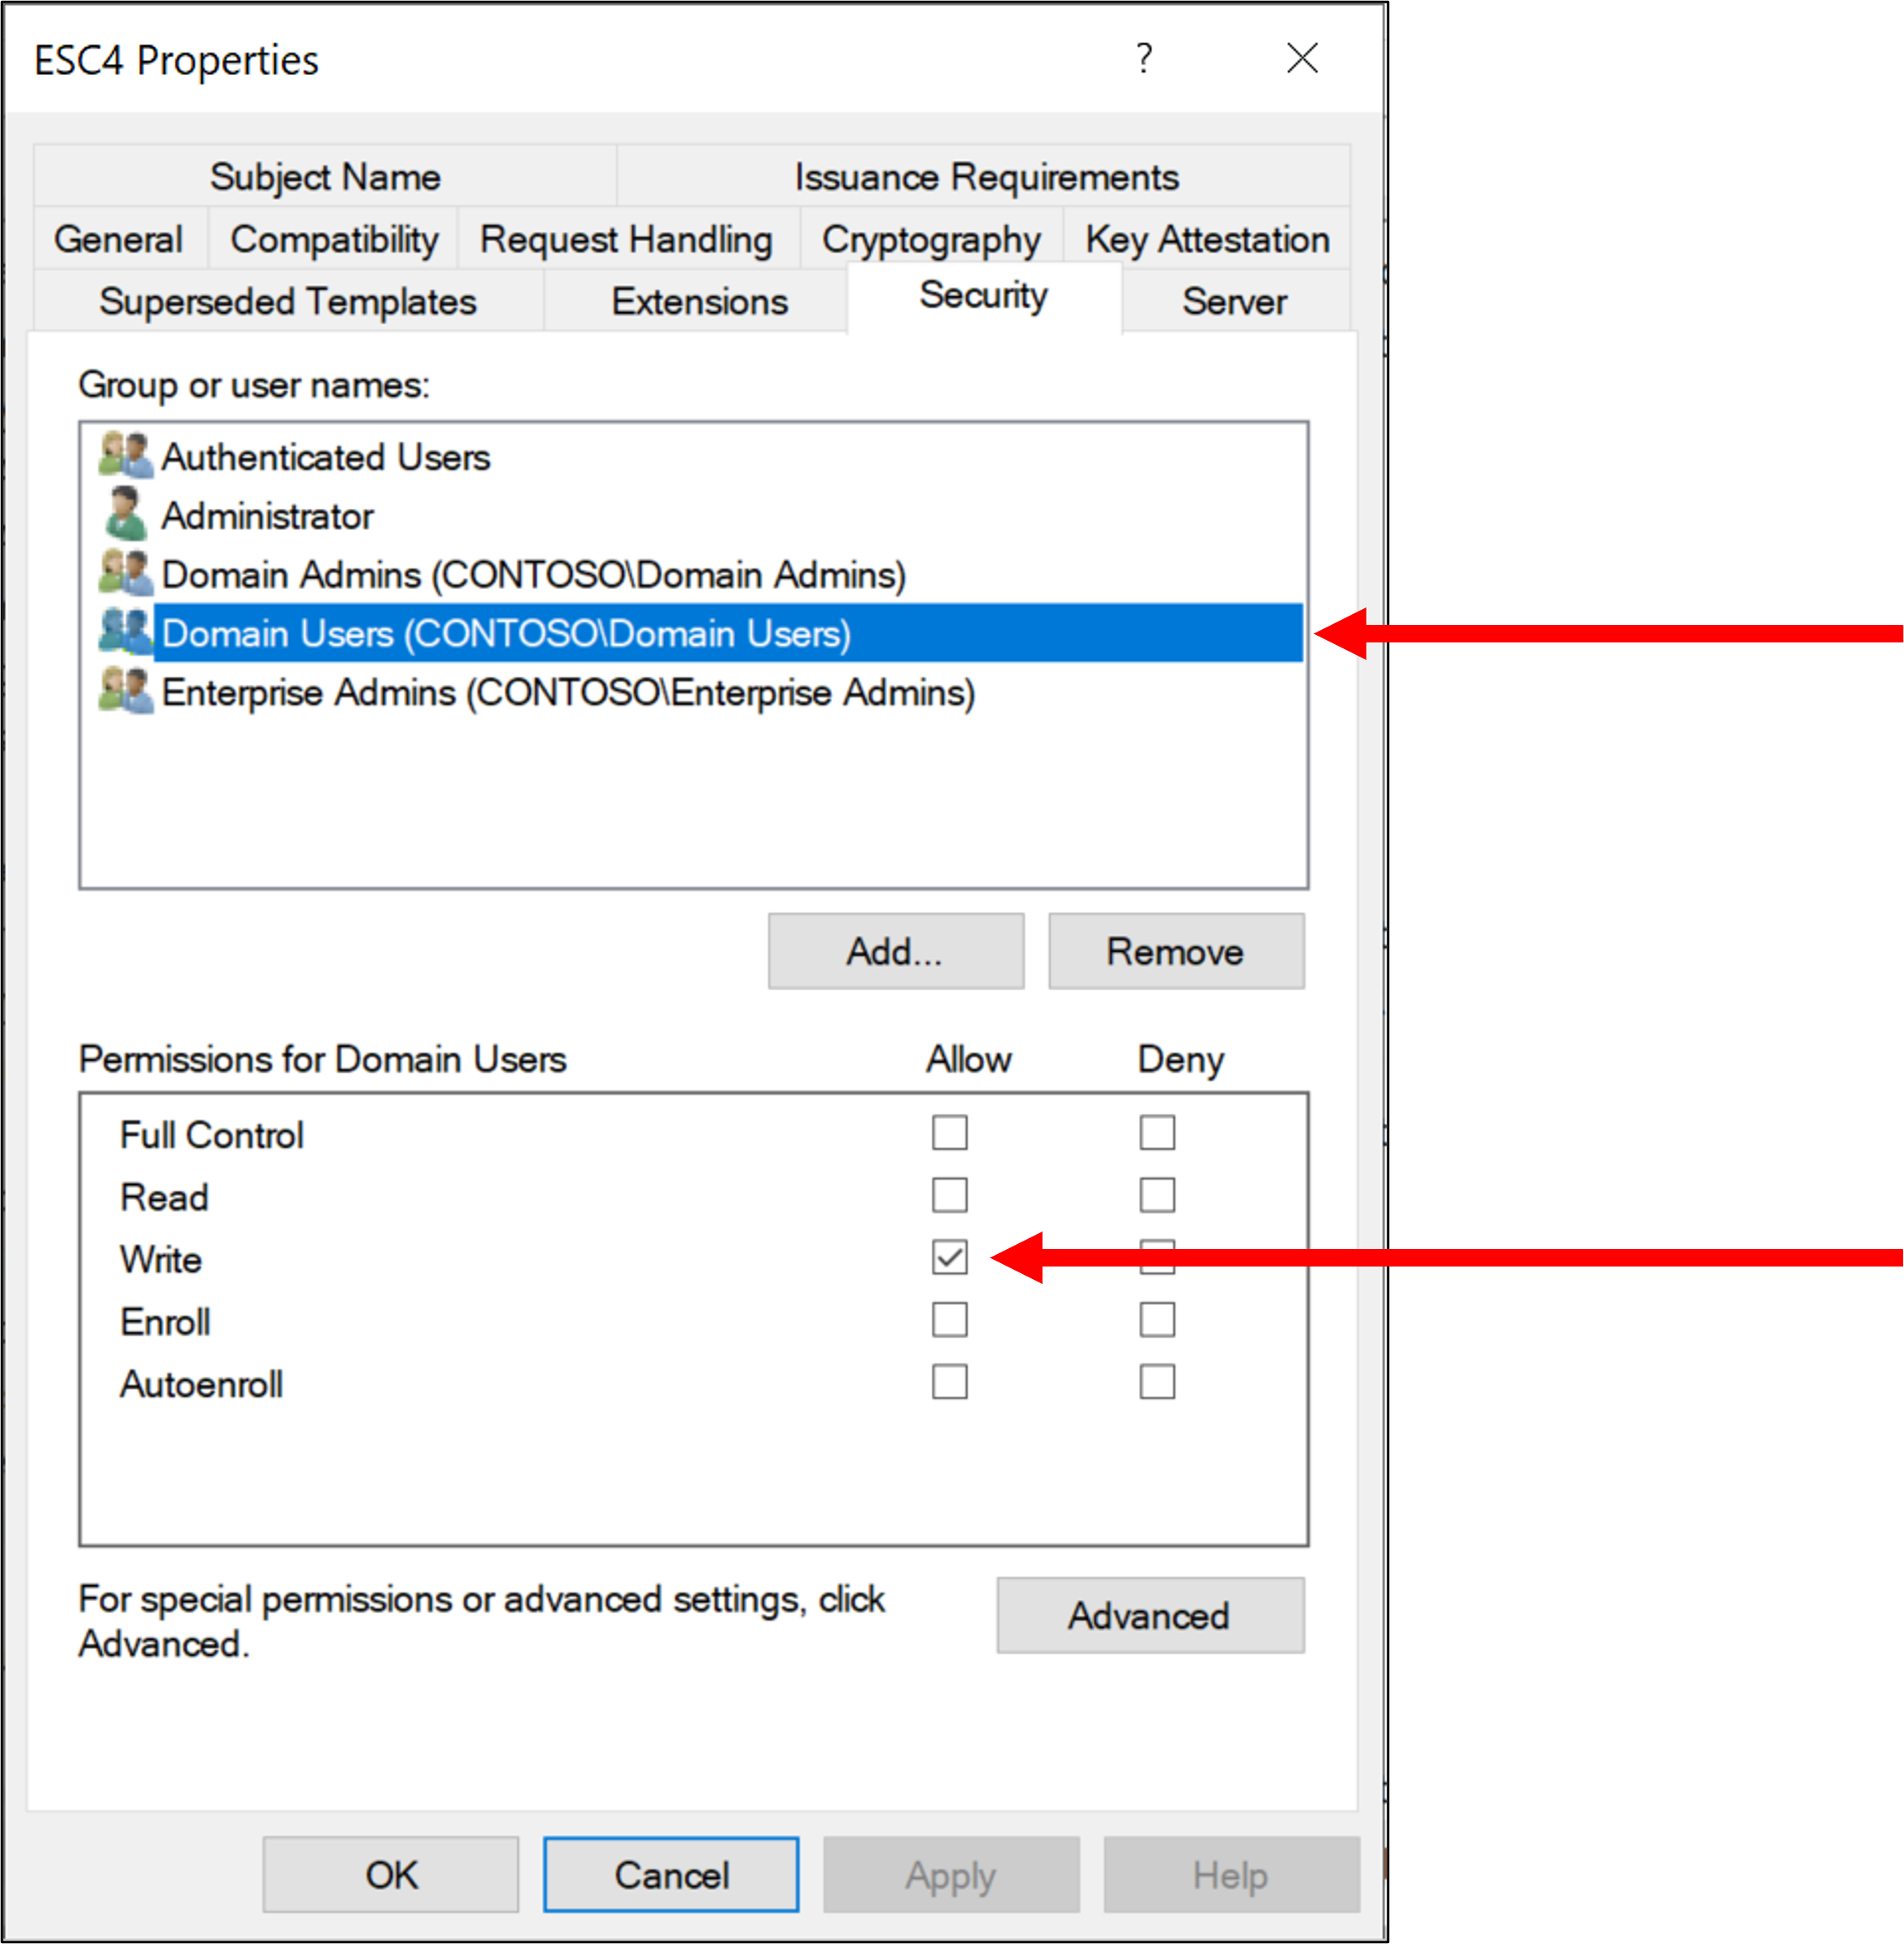 ESC4 Properties
?
Subject Name
Issuance Requirements
General
Compatibility
Request Handling
Cryptography
Key Attestation
Superseded Templates
Extensions
Security
Server
Group or user names:
Authenticated Users
Administrator
Domain Admins (CONTOSO\Domain Admins)
Domain Users (CONTOSO\Domain Users)
Enterprise Admins (CONTOSO\Enterprise Admins)
Add...
Remove
Permissions for Domain Users
Allow
Deny
Full Control
Read
Write
Enroll
Autoenroll
For special permissions or advanced settings, click
Advanced.
Advanced
OK
Cancel
Apply
Help